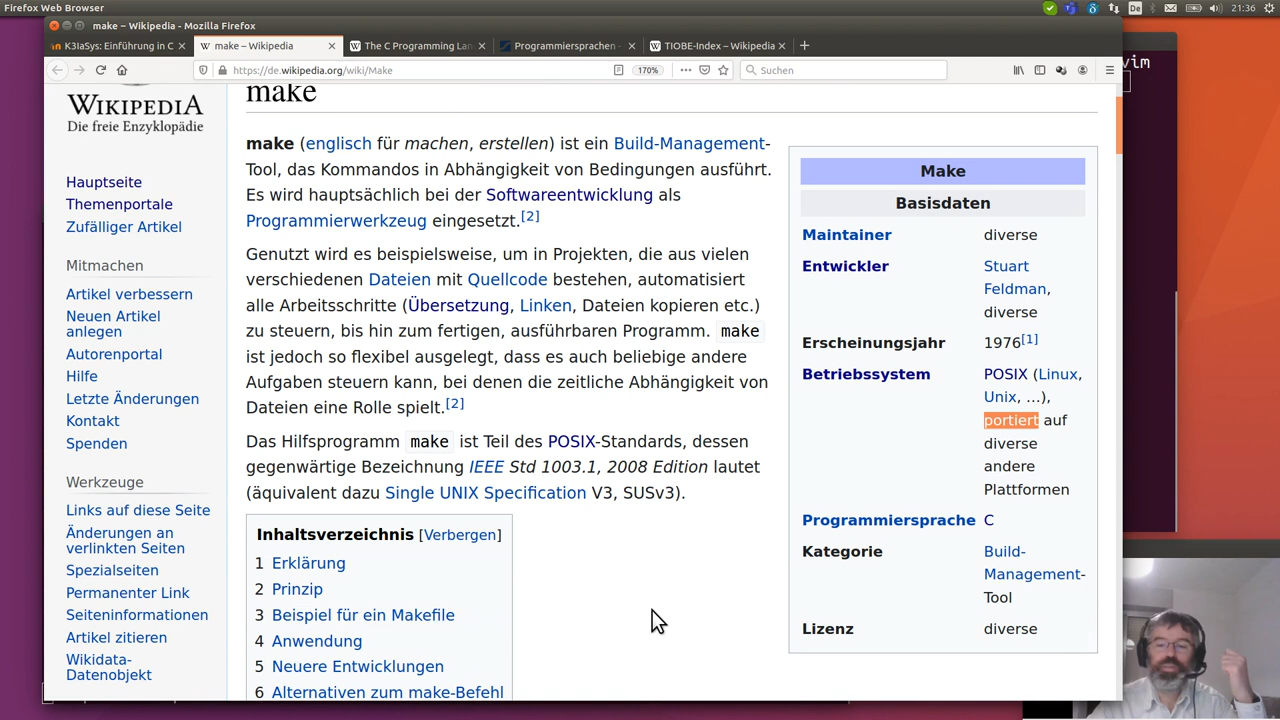 Firefox Web Browser
De
21:36
make – Wikipedia - Mozilla Firefox
K3IaSys: Einführung in C
make – Wikipedia
The C Programming Lan
Programmiersprachen
TIOBE-Index – Wikipedia
https://de.wikipedia.org/wiki/Make
170%
Suchen
vim
WIKIPEDIA
Die freie Enzyklopädie
Hauptseite
Themenportale
Zufälliger Artikel
Mitmachen
Artikel verbessern
Neuen Artikel
anlegen
Autorenportal
Hilfe
Letzte Änderungen
Kontakt
Spenden
Werkzeuge
Links auf diese Seite
Änderungen an
verlinkten Seiten
Spezialseiten
Permanenter Link
Seiteninformationen
Artikel zitieren
Wikidata-
Datenobjekt
make
make (englisch für machen, erstellen) ist ein Build-Management-
Tool, das Kommandos in Abhängigkeit von Bedingungen ausführt.
Es wird hauptsächlich bei der Softwareentwicklung als
Programmierwerkzeug eingesetzt.[2]
Genutzt wird es beispielsweise, um in Projekten, die aus vielen
verschiedenen Dateien mit Quellcode bestehen, automatisiert
alle Arbeitsschritte (Übersetzung, Linken, Dateien kopieren etc.)
zu steuern, bis hin zum fertigen, ausführbaren Programm. make
ist jedoch so flexibel ausgelegt, dass es auch beliebige andere
Aufgaben steuern kann, bei denen die zeitliche Abhängigkeit von
Dateien eine Rolle spielt.[2]
Das Hilfsprogramm make ist Teil des POSIX-Standards, dessen
gegenwärtige Bezeichnung IEEE Std 1003.1, 2008 Edition lautet
(äquivalent dazu Single UNIX Specification V3, SUSv3).
Inhaltsverzeichnis [Verbergen]
1 Erklärung
2 Prinzip
3 Beispiel für ein Makefile
4 Anwendung
5 Neuere Entwicklungen
6 Alternativen zum make-Befehl
Make
Basisdaten
Maintainer diverse
Entwickler Stuart
Feldman,
diverse
Erscheinungsjahr 1976[1]
Betriebssystem POSIX (Linux,
Unix, …),
portiert auf
diverse
andere
Plattformen
Programmiersprache C
Kategorie Build-
Management-
Tool
Lizenz diverse